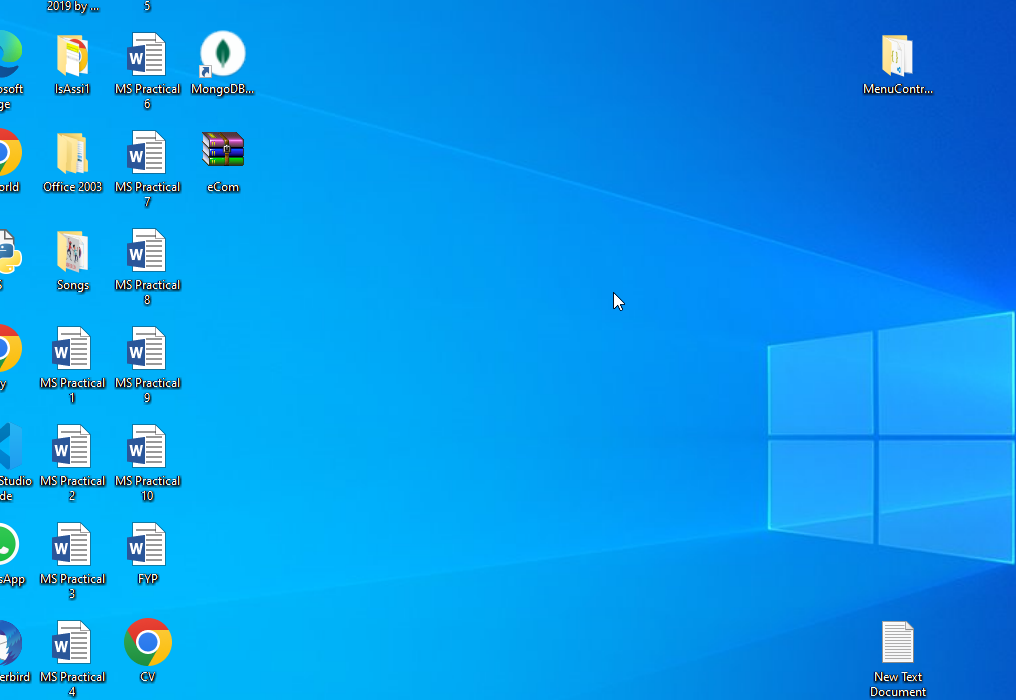 2019 by ...
5
osoft
ge
IsAssi1
MS Practical
6
MongoDB...
MenuContr...
orld
Office 2003
MS Practical
7
eCom
S
Songs
MS Practical
8
y
MS Practical
1
MS Practical
9
Studio
de
MS Practical
2
MS Practical
10
sApp
MS Practical
3
FYP
erbird
MS Practical
4
CV
New Text
Document